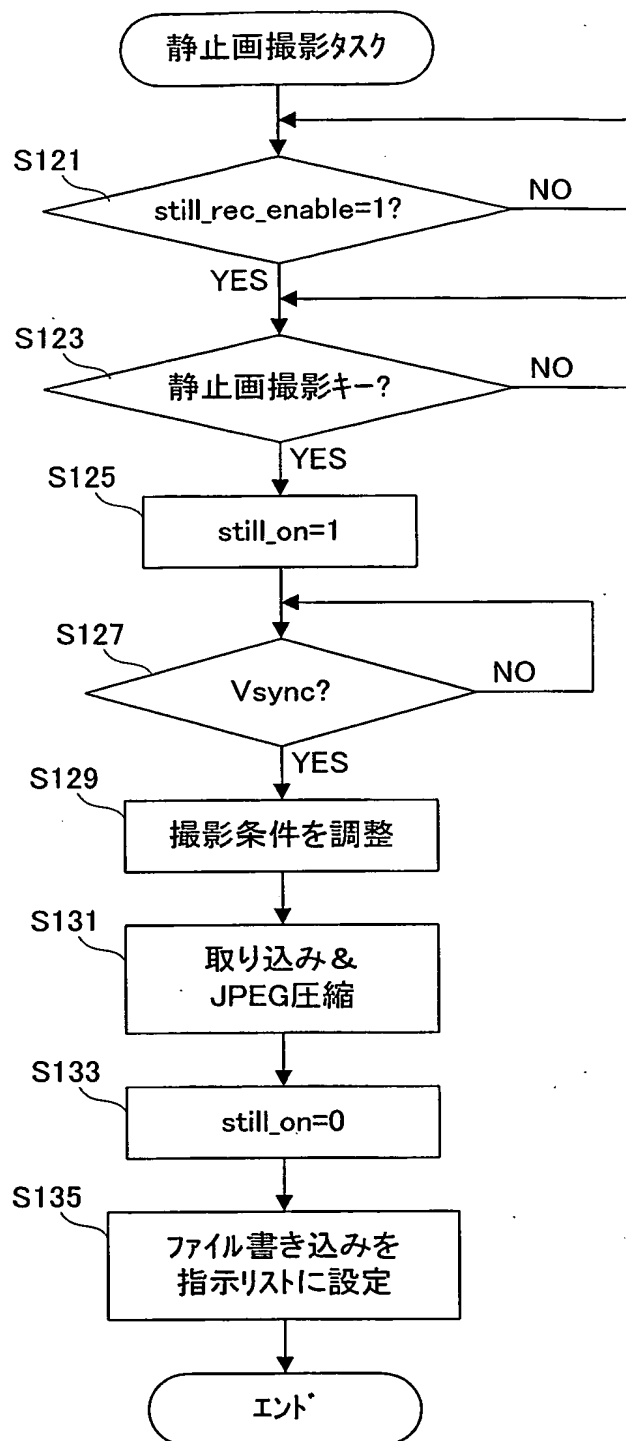 静止画撮影タスク
S121
still_rec_enable=1?
NO
YES
S123
静止画撮影キー?
NO
YES
S125
still_on=1
S127
Vsync?
NO
YES
S129
撮影条件を調整
S131
取り込み&
JPEG圧縮
S133
still_on=0
S135
ファイル書き込みを
指示リストに設定
エンド